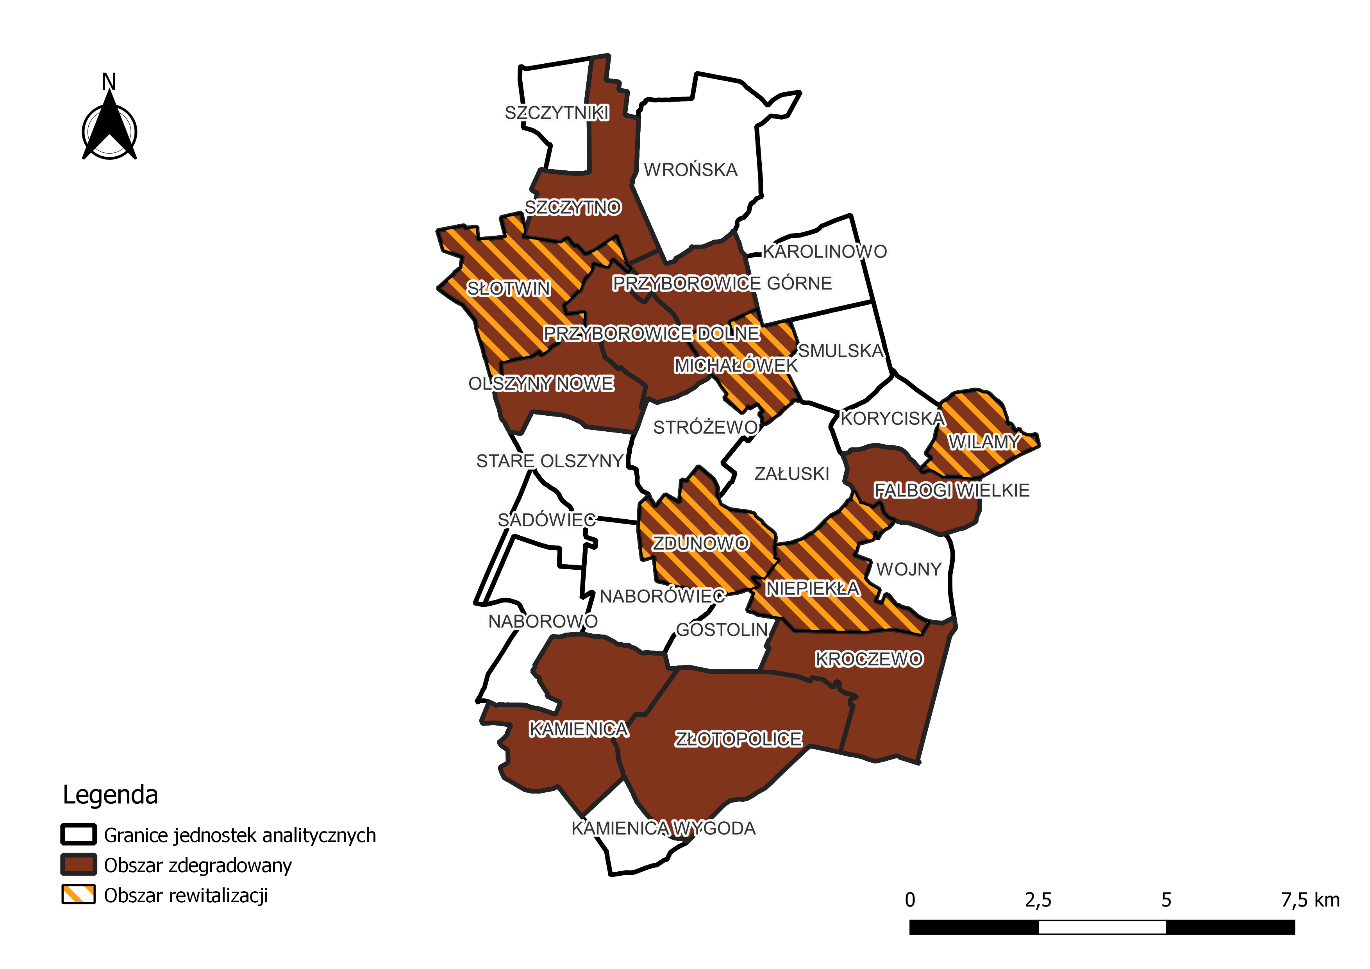 N
SZCZYTNIKI
WROŃSKA
SZCZYTNO
KAROLINOWO
PRZYBOROWICE GÓRNE
SŁOTWIN
PRZYBOROWICE DOLNE
SMULSKA
MICHAŁÓWEK
OLSZYNY NOWE
KORYCISKA
STRÓŻEWO
WILAMY
STARE OLSZYNY
ZAŁUSKI
FALBOGI WIELKIE
SADÓWIEC
ZDUNOWO
WOJNY
NIEPIEKŁA
NABORÓWIEC
NABOROWO
GOSTOLIN
KROCZEWO
KAMIENICA
ZŁOTOPOLICE
KAMIENICA WYGODA
Legenda
Granice jednostek analitycznych
Obszar zdegradowany
Obszar rewitalizacji
0 2,5 5 7,5 km